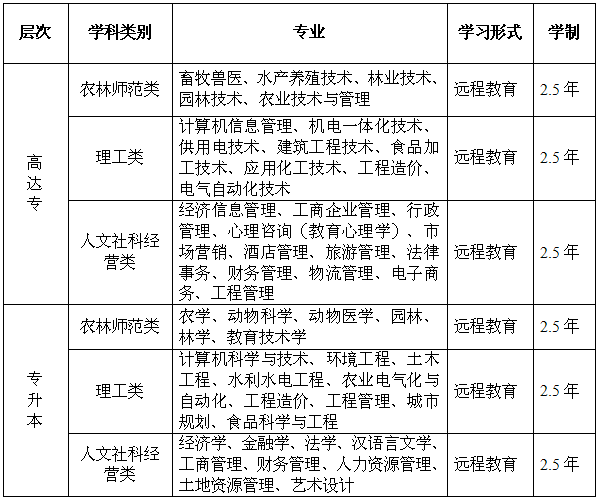 层次 学科类别 专业 学习形式 学制
高达专
农林师范类
畜牧兽医、水产养殖技术、林业技术、
园林技术、农业技术与管理
远程教育 2.5年
理工类
计算机信息管理、机电一体化技术、
供用电技术、建筑工程技术、食品加
工技术、应用化工技术、工程造价、
电气自动化技术
远程教育 2.5年
人文社科经
营类
经济信息管理、工商企业管理、行政
管理、心理咨询（教育心理学）、市
场营销、酒店管理、旅游管理、法律
事务、财务管理、物流管理、电子商
务、工程管理
远程教育 2.5年
专升本
农林师范类
农学、动物科学、动物医学、园林、
林学、教育技术学
远程教育 2.5年
理工类
计算机科学与技术、环境工程、土木
工程、水利水电工程、农业电气化与
自动化、工程造价、工程管理、城市
规划、食品科学与工程
远程教育 2.5年
人文社科经
营类
经济学、金融学、法学、汉语言文学、
工商管理、财务管理、人力资源管理、
土地资源管理、艺术设计
远程教育 2.5年